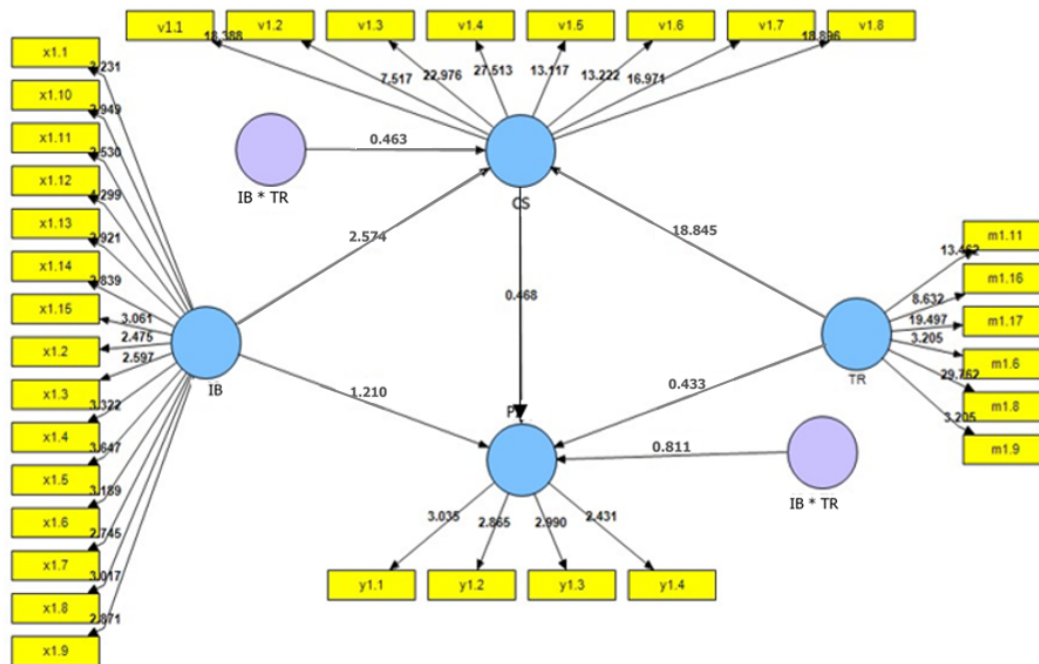 v1.1 v1.2 v1.3 v1.4 v1.5 v1.6 v1.7 v1.8
18.388 7.517 22.976 27.513 13.117 13.222 16.971 18.896
x1.1
x1.10
2.949
x1.11
2.530
x1.12
4.299
x1.13
2.921
x1.14
2.839
x1.15
3.061
x1.2
2.475
x1.3
2.597
x1.4
3.322
x1.5
3.647
x1.6
3.189
x1.7
2.745
x1.8
3.017
x1.9
2.871
IB
IB * TR
0.463
CS
2.574
18.845
0.468
1.210
0.433
TR
0.811
IB * TR
m1.11
13.462
m1.16
8.632
m1.17
19.497
m1.6
3.205
m1.8
29.762
m1.9
3.205
3.035 2.865 2.990 2.431
y1.1 y1.2 y1.3 y1.4